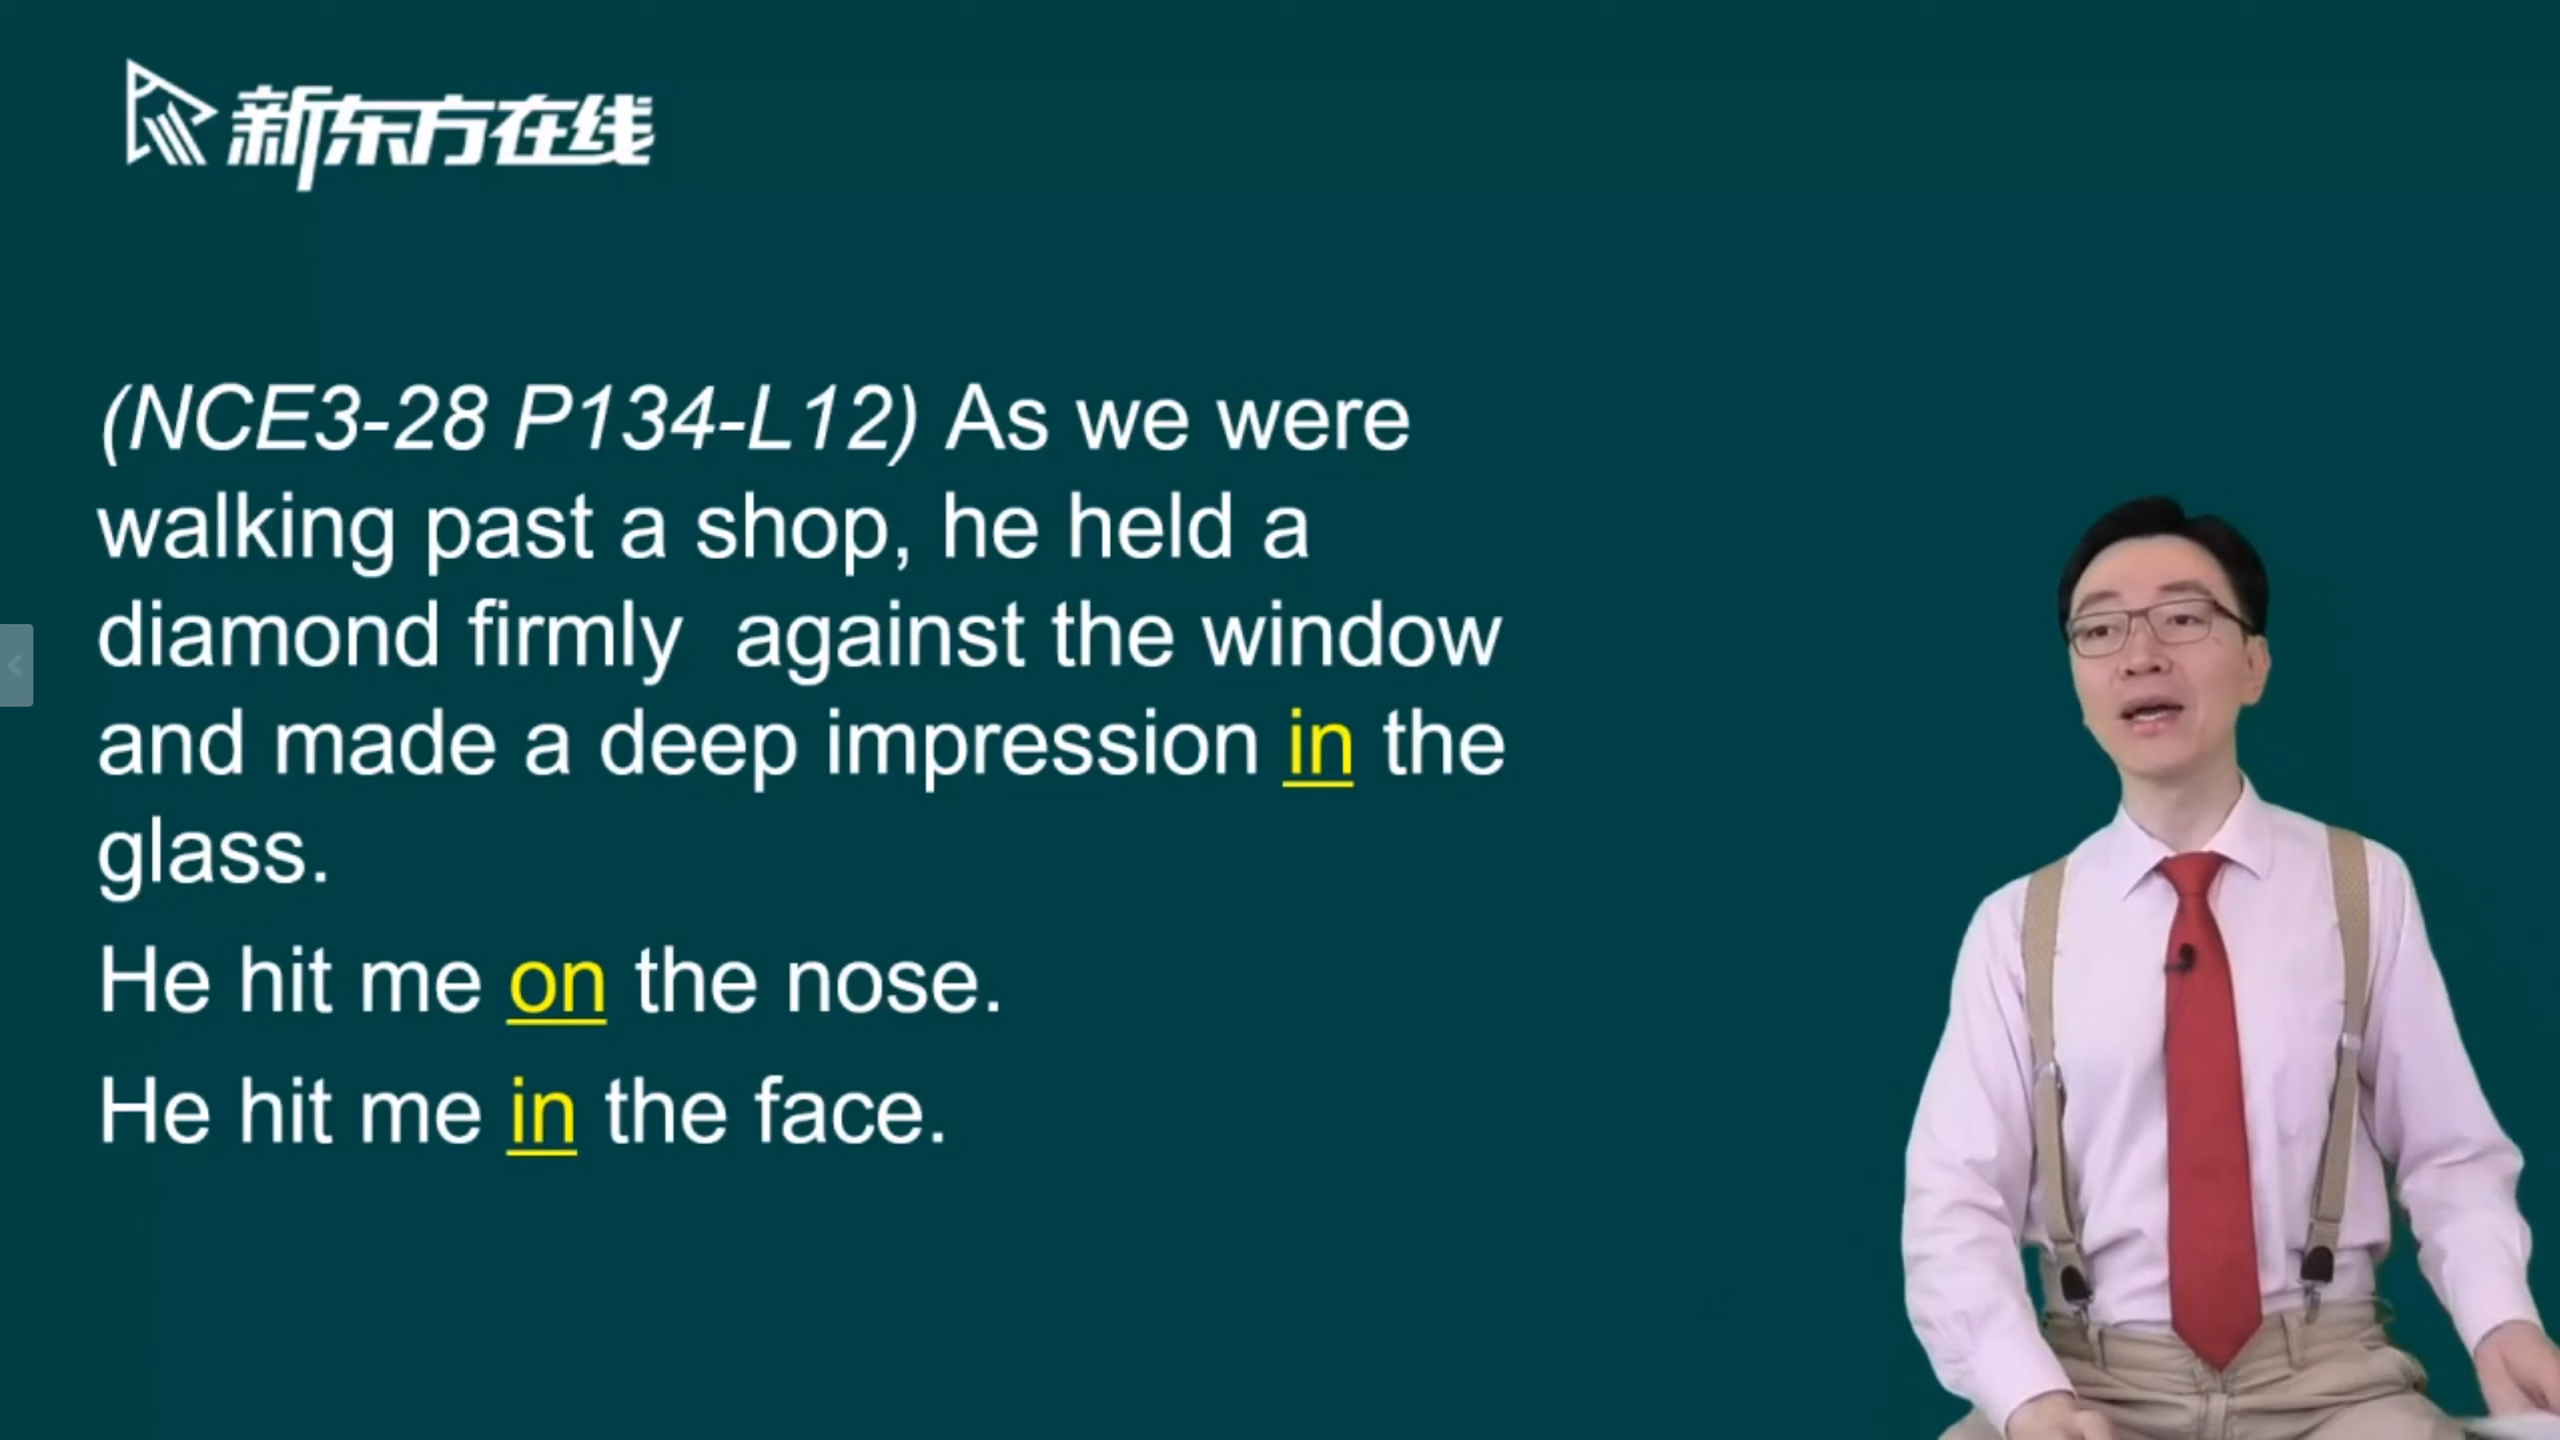 新东方在线
(NCE3-28 P134-L12) As we were
walking past a shop, he held a
diamond firmly  against the window
and made a deep impression in the
glass.
He hit me on the nose.
He hit me in the face.